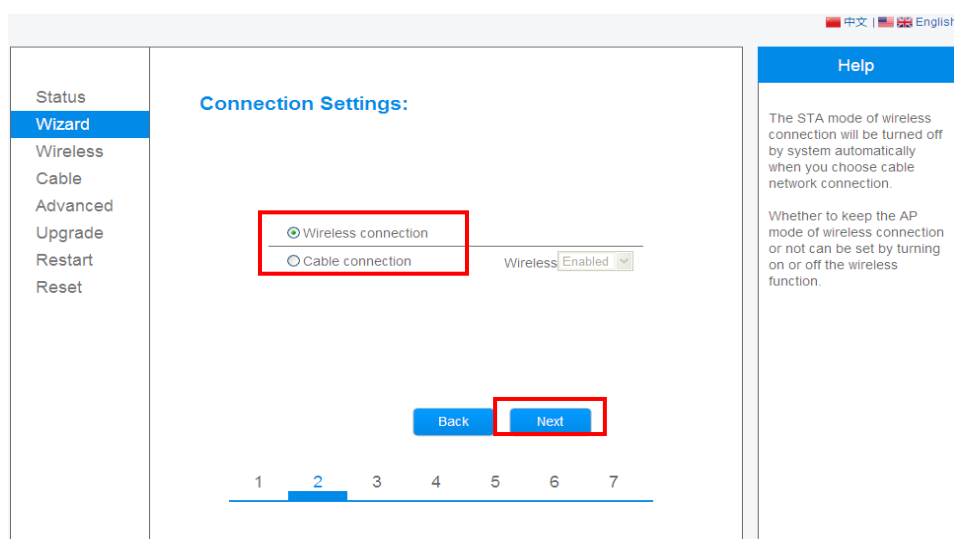 中文 | English
Help
Status
Wizard
Wireless
Cable
Advanced
Upgrade
Restart
Reset
Connection Settings:
Wireless connection
Cable connection Wireless Enabled
Back Next
1 2 3 4 5 6 7
The STA mode of wireless
connection will be turned off
by system automatically
when you choose cable
network connection.
Whether to keep the AP
mode of wireless connection
or not can be set by turning
on or off the wireless
function.